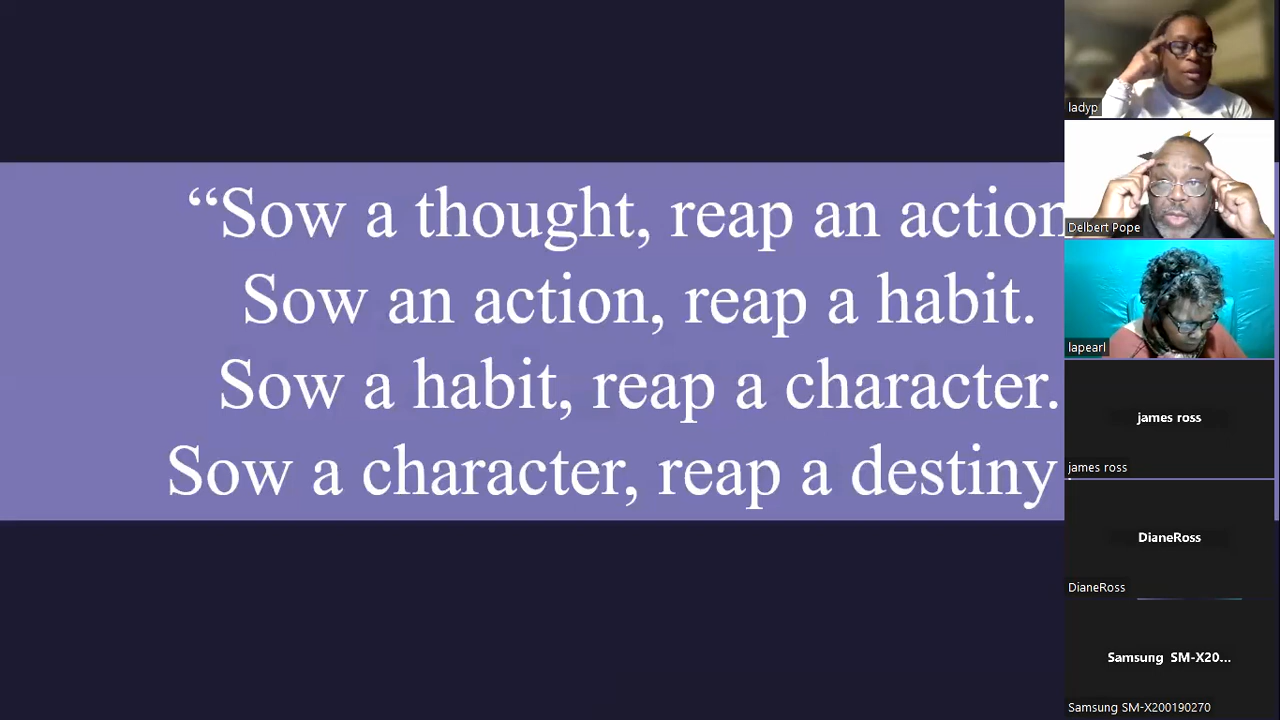 “Sow a thought, reap an action
Sow an action, reap a habit.
Sow a habit, reap a character.
Sow a character, reap a destiny
ladyp
Delbert Pope
lapearl
james ross
james ross
DianeRoss
DianeRoss
Samsung SM-X20...
Samsung SM-X200190270